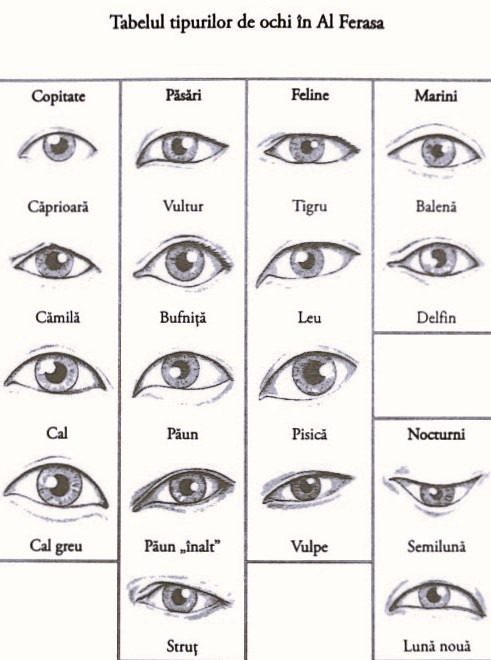 Tabelul tipurilor de ochi în Al Ferasa
Copitate
Păsări
Feline
Marini
Căprioară
Vultur
Tigru
Balenă
Cămilă
Bufniță
Leu
Delfin
Cal
Păun
Pisică
Nocturni
Cal greu
Păun „înalt”
Vulpe
Semilună
Struț
Lună nouă